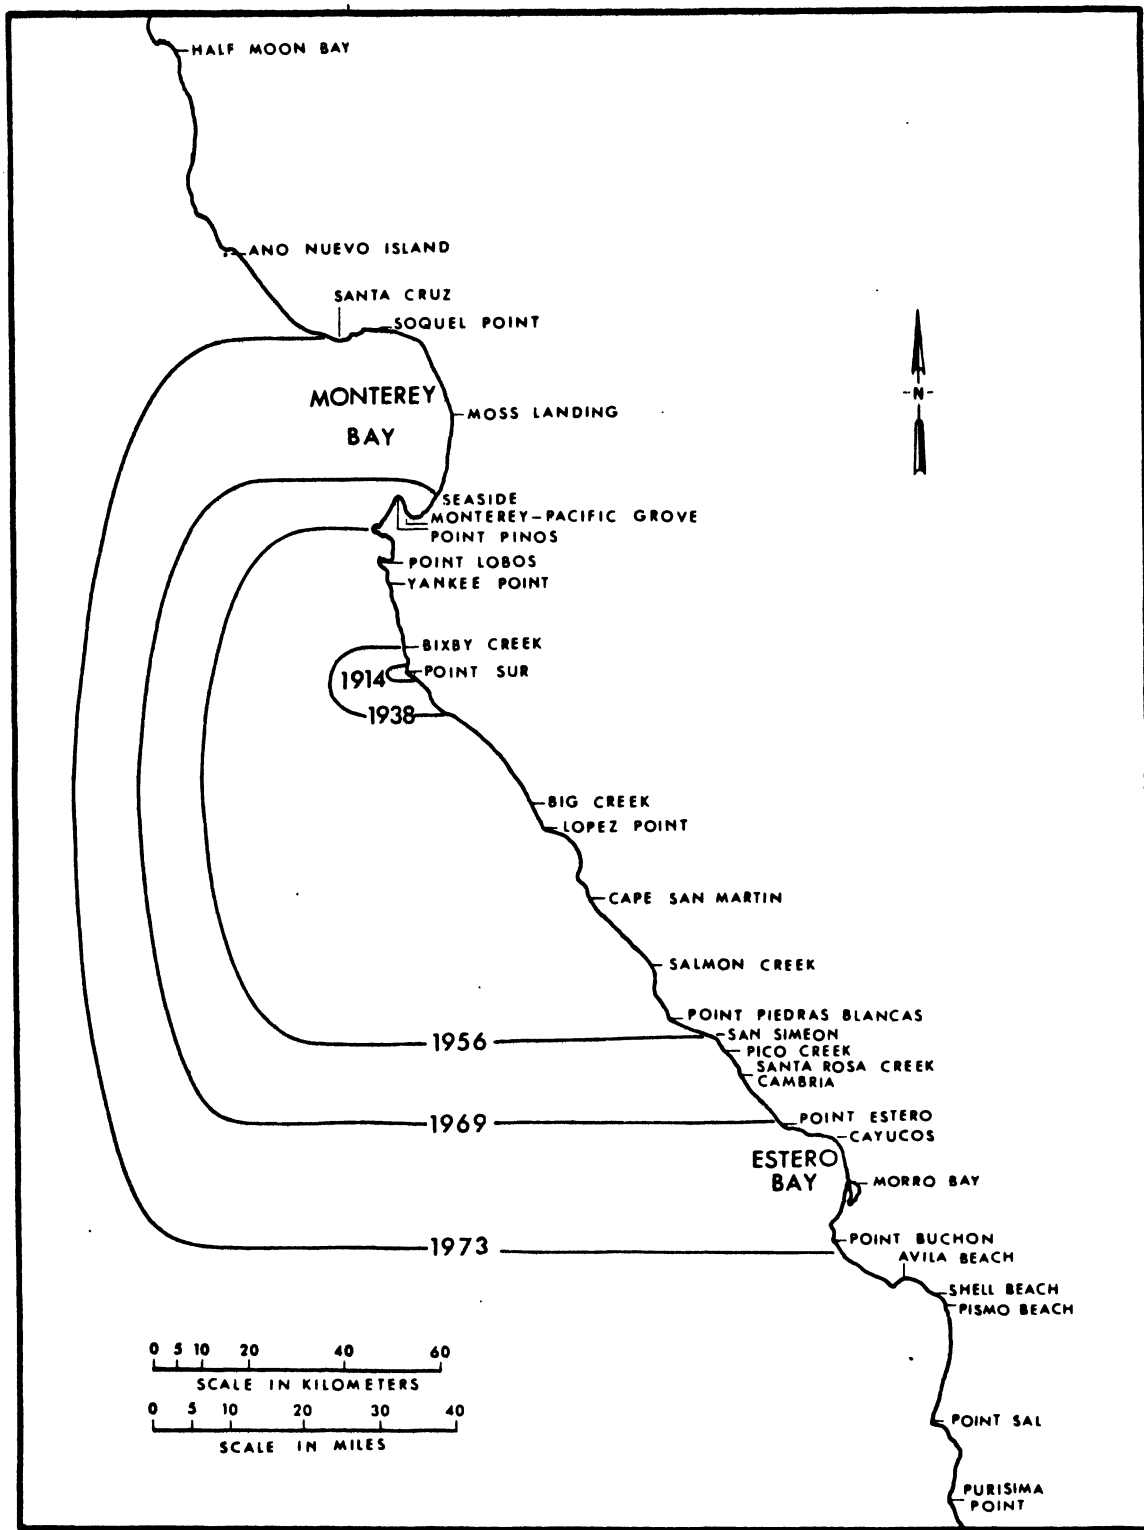 HALF MOON BAY
ANO NUEVO ISLAND
SANTA CRUZ
SOQUEL POINT
MONTEREY
BAY
MOSS LANDING
-N-
SEASIDE
MONTEREY-PACIFIC GROVE
POINT PINOS
POINT LOBOS
YANKEE POINT
BIXBY CREEK
POINT SUR
1914
1938
BIG CREEK
LOPEZ POINT
CAPE SAN MARTIN
SALMON CREEK
POINT PIEDRAS BLANCAS
SAN SIMEON
1956
PICO CREEK
SANTA ROSA CREEK
CAMBRIA
POINT ESTERO
1969
CAYUCOS
ESTERO
BAY
MORRO BAY
POINT BUCHON
1973
AVILA BEACH
SHELL BEACH
PISMO BEACH
0 5 10 20 40 60
SCALE IN KILOMETERS
0 5 10 20 30 40
SCALE IN MILES
POINT SAL
PURISIMA
POINT